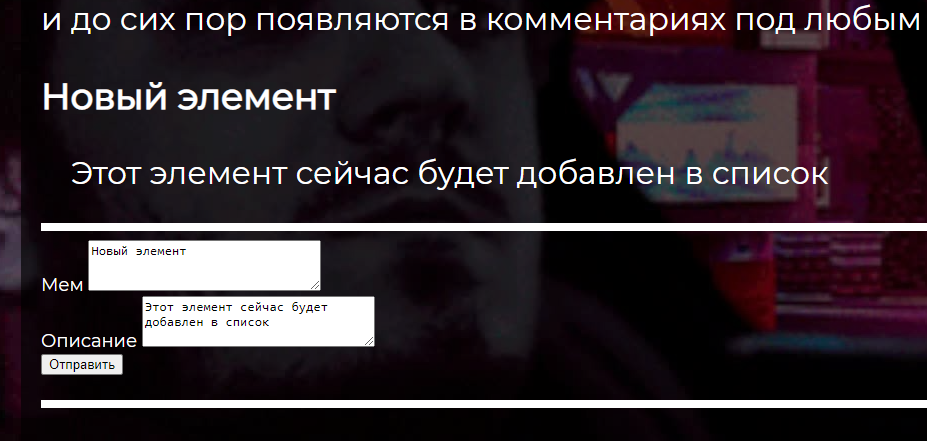 и до сих пор появляются в комментариях под любым
Новый элемент
Этот элемент сейчас будет добавлен в список
Новый элемент
Мем
Этот элемент сейчас будет
добавлен в список
Описание
Отправить